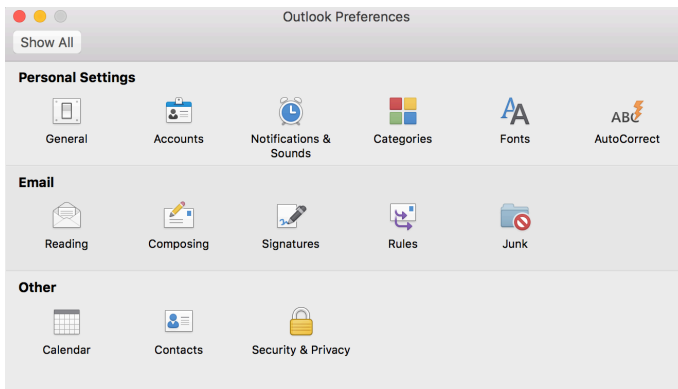 Outlook Preferences
Show All
Personal Settings
General
Accounts
Notifications &
Sounds
Categories
Fonts
ABC
AutoCorrect
Email
Reading
Composing
Signatures
Rules
Junk
Other
Calendar
Contacts
Security & Privacy